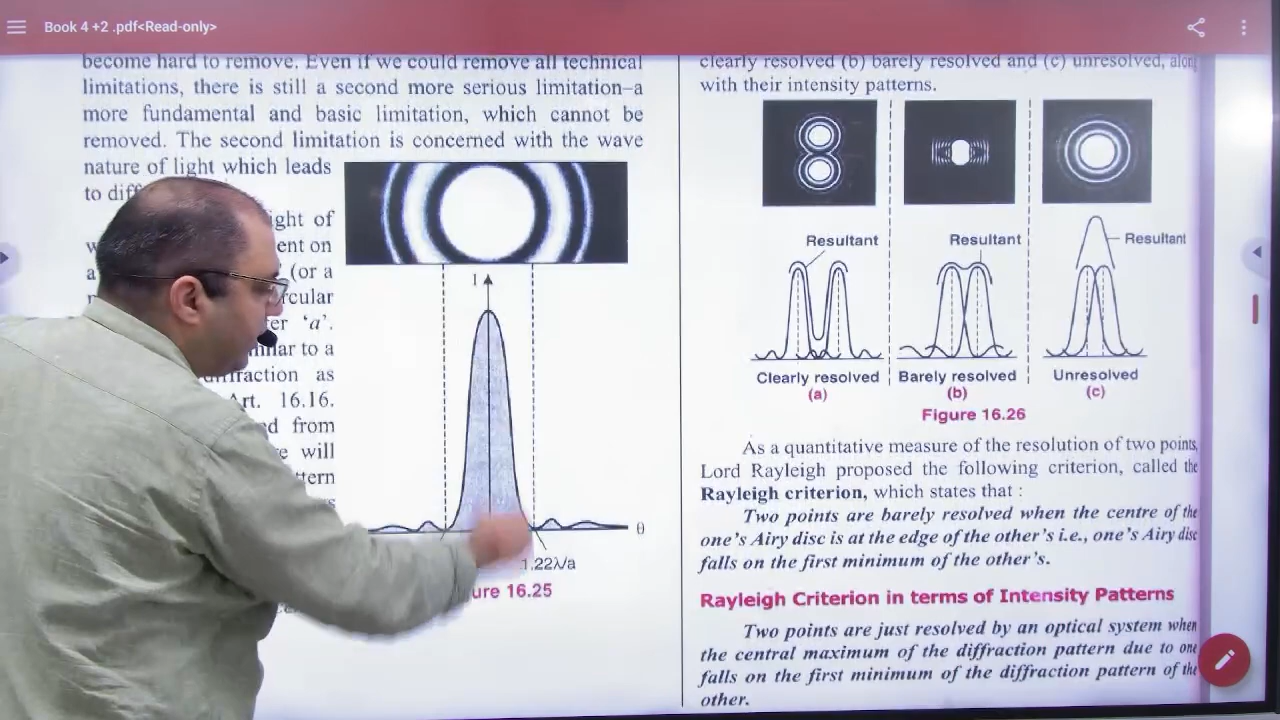 Book 4 +2 .pdf<Read-only>
become hard to remove. Even if we could remove all technical
limitations, there is still a second more serious limitation–a
more fundamental and basic limitation, which cannot be
removed. The second limitation is concerned with the wave
nature of light which leads
to
ight of
ent on
a (or a
rcular
er ‘a’.
to a
as
Art. 16.16.
from
will
I
θ
1.22λ/a
ure 16.25
clearly resolved (b) barely resolved and (c) unresolved, along
with their intensity patterns.
Resultant
Resultant
Resultant
Clearly resolved
(a)
Barely resolved
(b)
Unresolved
(c)
Figure 16.26
As a quantitative measure of the resolution of two points,
Lord Rayleigh proposed the following criterion, called the
Rayleigh criterion, which states that :
Two points are barely resolved when the centre of the
one’s Airy disc is at the edge of the other’s i.e., one’s Airy disc
falls on the first minimum of the other’s.
Rayleigh Criterion in terms of Intensity Patterns
Two points are just resolved by an optical system when
the central maximum of the diffraction pattern due to one
falls on the first minimum of the diffraction pattern of the
other.